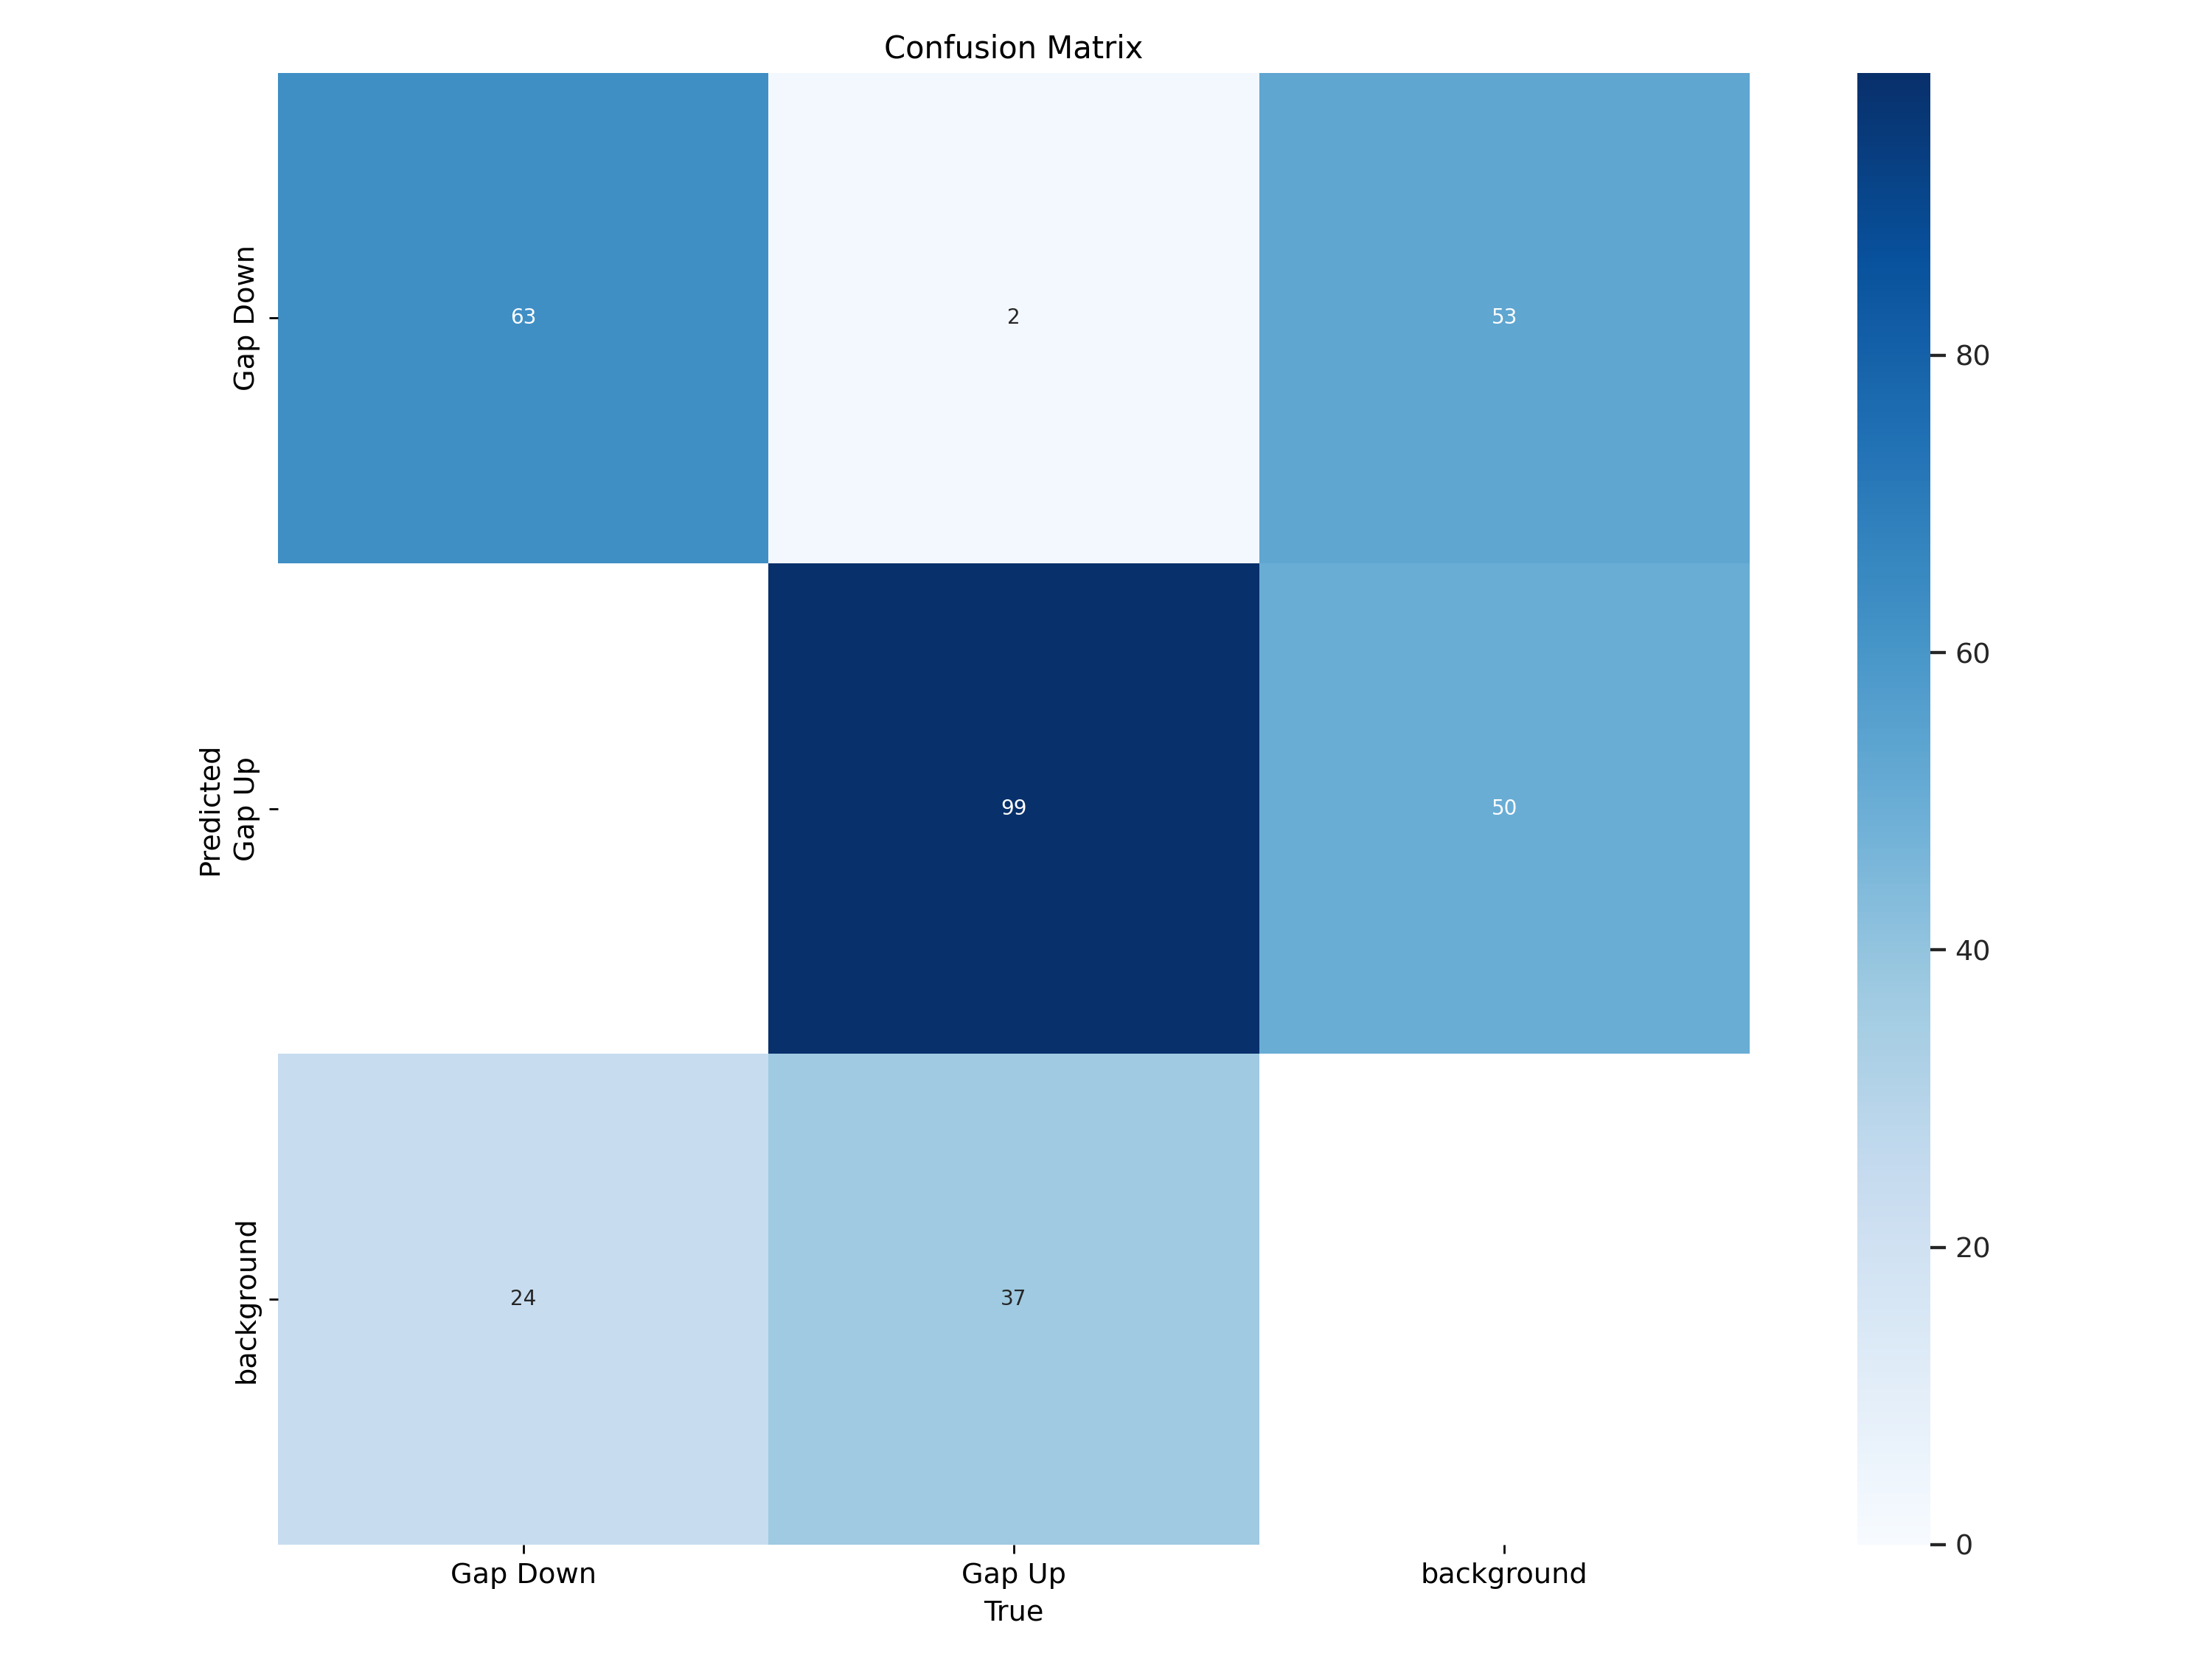 Confusion Matrix
Gap Down
63
2
53
80
60
Predicted
Gap Up
99
50
40
background
24
37
20
0
Gap Down
Gap Up
background
True